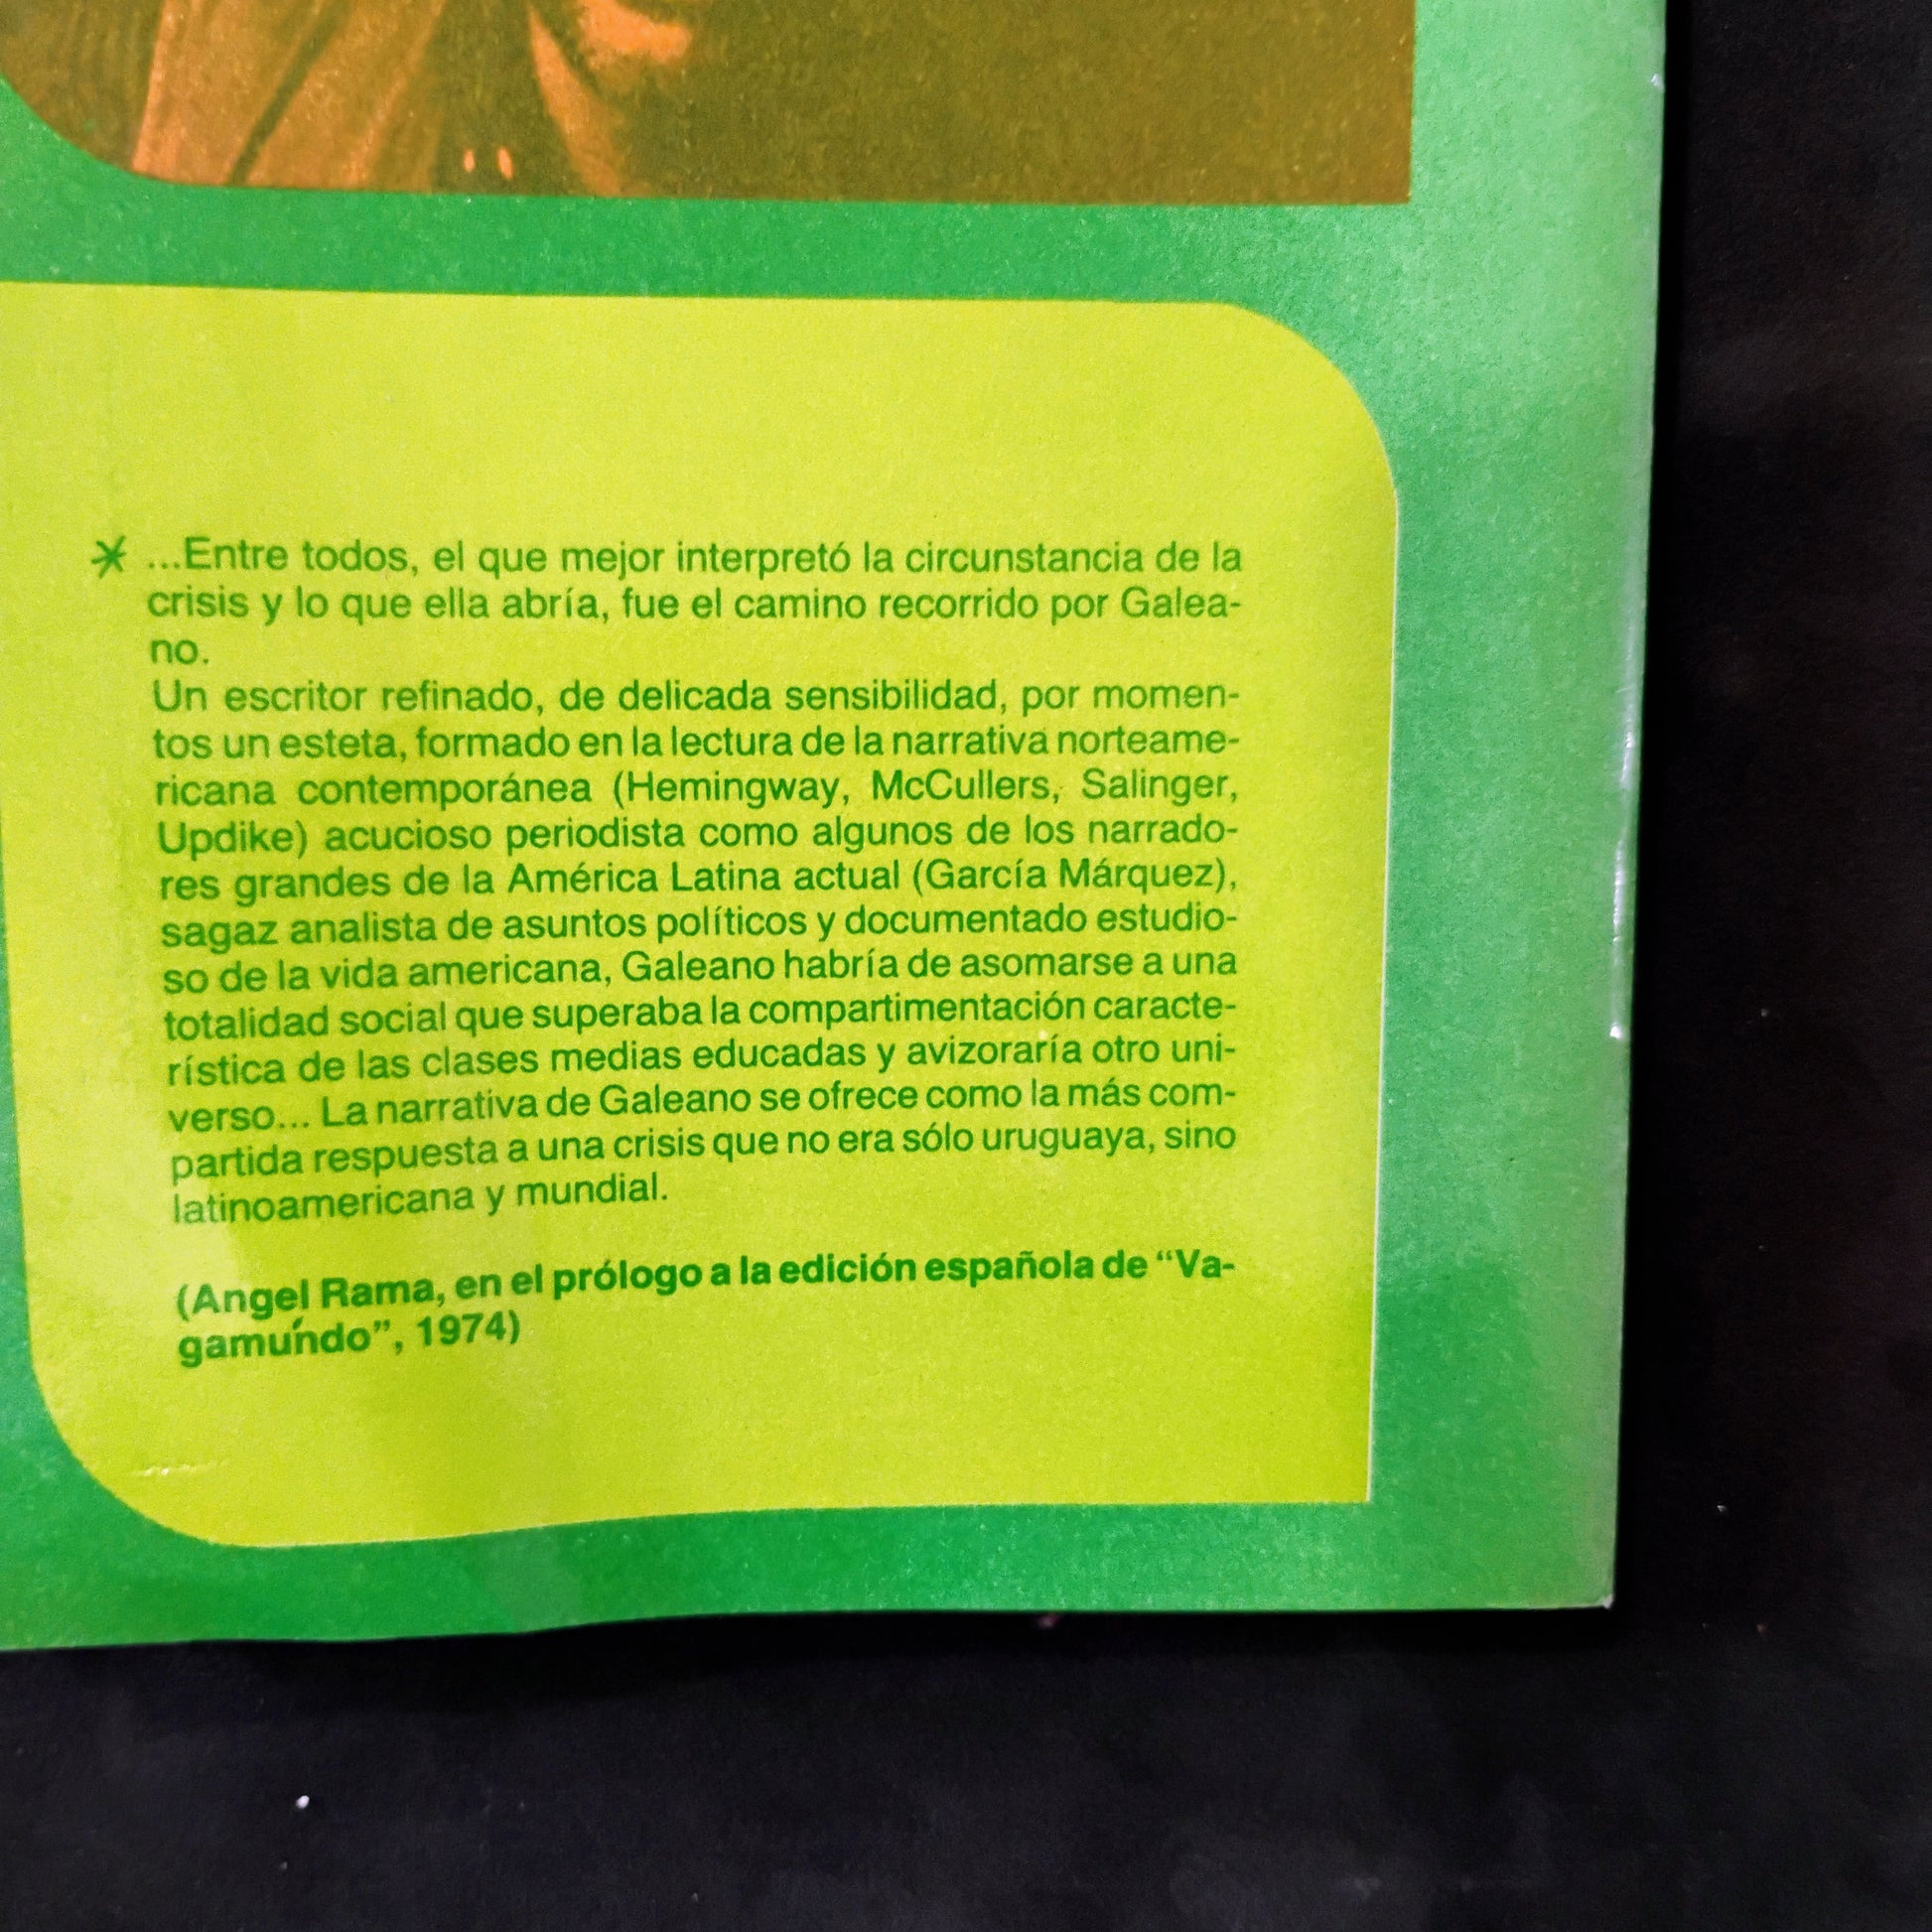 * ...Entre todos, el que mejor interpretó la circunstancia de la
crisis y lo que ella abría, fue el camino recorrido por Galea-
no.
Un escritor refinado, de delicada sensibilidad, por momen-
tos un esteta, formado en la lectura de la narrativa norteame-
ricana contemporánea (Hemingway, McCullers, Salinger,
Updike) acucioso periodista como algunos de los narrado-
res grandes de la América Latina actual (García Márquez),
sagaz analista de asuntos políticos y documentado estudio-
so de la vida americana, Galeano habría de asomarse a una
totalidad social que superaba la compartimentación caracte-
rística de las clases medias educadas y avizoraría otro uni-
verso... La narrativa de Galeano se ofrece como la más com-
partida respuesta a una crisis que no era sólo uruguaya, sino
latinoamericana y mundial.
(Angel Rama, en el prólogo a la edición española de “Va-
gamundo”, 1974)